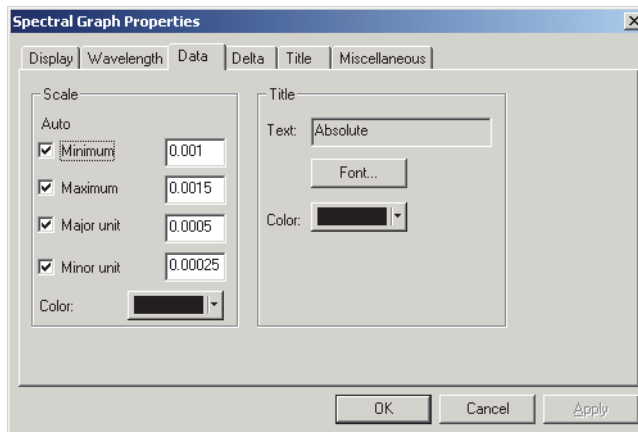 Spectral Graph Properties
Display Wavelength Data Delta Title Miscellaneous
Scale
Auto
Minimum 0.001
Maximum 0.0015
Major unit 0.0005
Minor unit 0.00025
Color:
Title
Text: Absolute
Font...
Color:
OK Cancel Apply